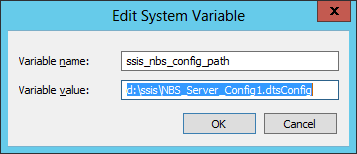 Edit System Variable
Variable name: ssis_nbs_config_path
Variable value: d:\ssis\NBS_Server_Config1.dtsConfig
OK Cancel